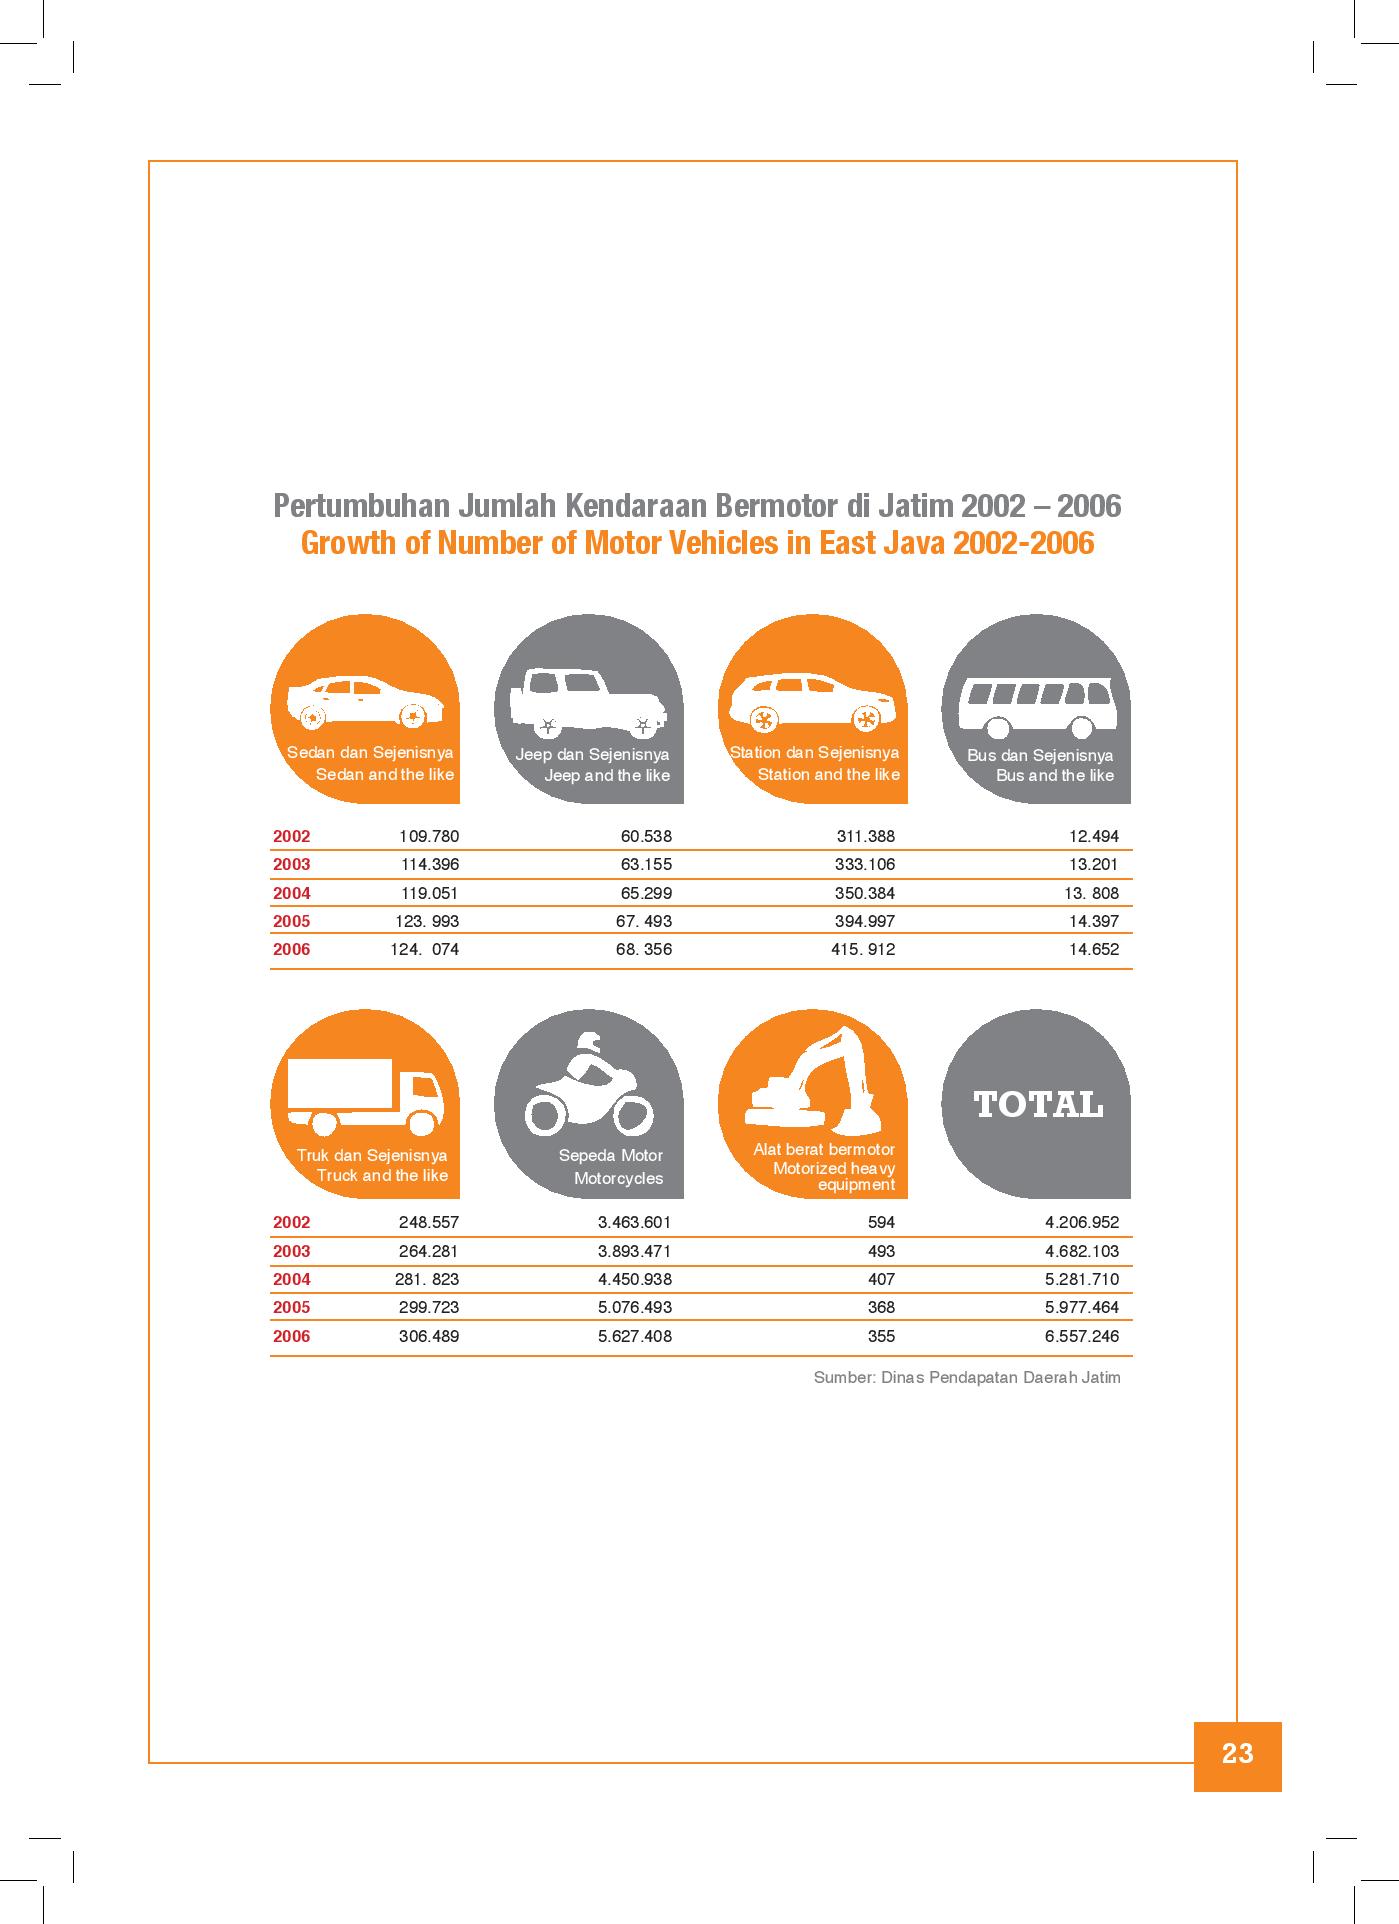 Pertumbuhan Jumlah Kendaraan Bermotor di Jatim 2002 – 2006
Growth of Number of Motor Vehicles in East Java 2002-2006
Sedan dan Sejenisnya
Sedan and the like
Jeep dan Sejenisnya
Jeep and the like
Station dan Sejenisnya
Station and the like
Bus dan Sejenisnya
Bus and the like
2002 109.780 60.538 311.388 12.494
2003 114.396 63.155 333.106 13.201
2004 119.051 65.299 350.384 13. 808
2005 123. 993 67. 493 394.997 14.397
2006 124. 074 68. 356 415. 912 14.652
Truk dan Sejenisnya
Truck and the like
Sepeda Motor
Motorcycles
Alat berat bermotor
Motorized heavy
equipment
TOTAL
2002 248.557 3.463.601 594 4.206.952
2003 264.281 3.893.471 493 4.682.103
2004 281. 823 4.450.938 407 5.281.710
2005 299.723 5.076.493 368 5.977.464
2006 306.489 5.627.408 355 6.557.246
Sumber: Dinas Pendapatan Daerah Jatim
23